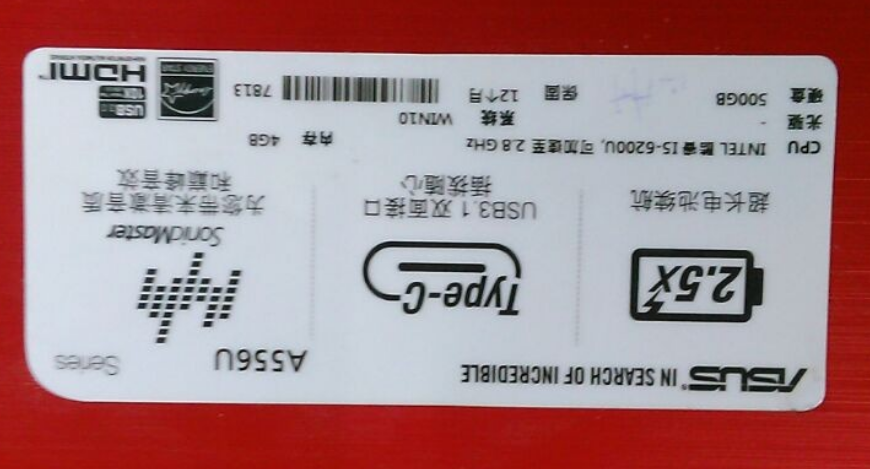 ASUS IN SEARCH OF INCREDIBLE
A556U Series
2.5X
Type-C
SonicMaster
超长电池续航
USB3.1 双面接口
插拔随心
为您带来清澈音质
和巅峰音效
CPU INTEL 酷睿 I5-6200U, 可加速至 2.8 GHz 内存 4GB
光驱 - 系统 WIN10
硬盘 500GB 保固 12个月 7813
ENERGY STAR
USB
HDMI